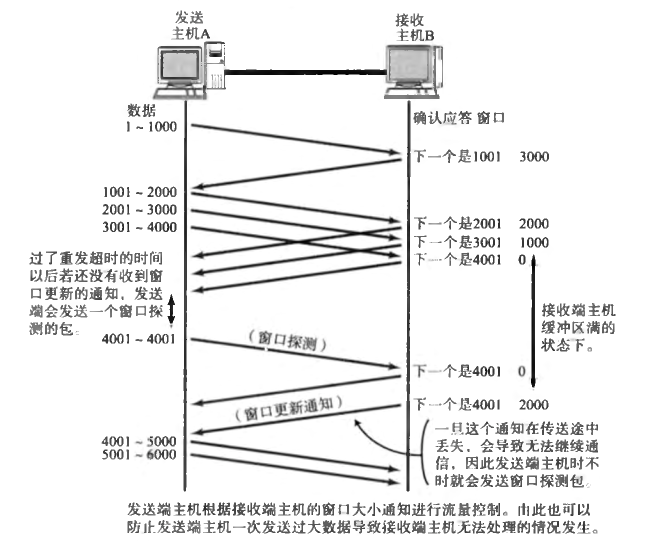 发送
主机A
接收
主机B
数据
确认应答 窗口
1 ~ 1000
下一个是1001 3000
1001 ~ 2000
2001 ~ 3000
3001 ~ 4000
下一个是2001 2000
下一个是3001 1000
下一个是4001 0
过了重发超时的时间
以后若还没有收到窗
口更新的通知，发送
端会发送一个窗口探
测的包。
接收端主机
缓冲区满的
状态下。
4001 ~ 4001
（窗口探测）
下一个是4001 0
（窗口更新通知）
下一个是4001 2000
4001 ~ 5000
5001 ~ 6000
一旦这个通知在传送途中
丢失，会导致无法继续通
信，因此发送端主机时不
时就会发送窗口探测包。
发送端主机根据接收端主机的窗口大小通知进行流量控制。由此也可以
防止发送端主机一次发送过大数据导致接收端主机无法处理的情况发生。